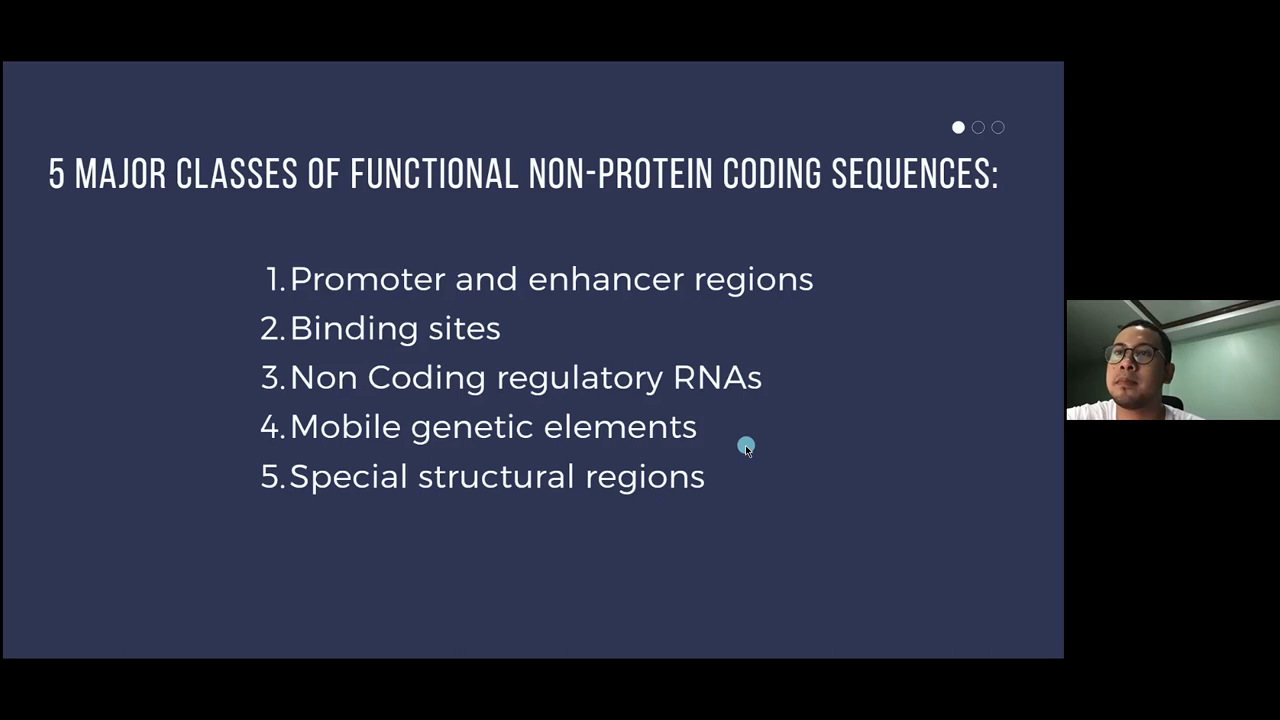 5 MAJOR CLASSES OF FUNCTIONAL NON-PROTEIN CODING SEQUENCES:
1. Promoter and enhancer regions
2. Binding sites
3. Non Coding regulatory RNAs
4. Mobile genetic elements
5. Special structural regions